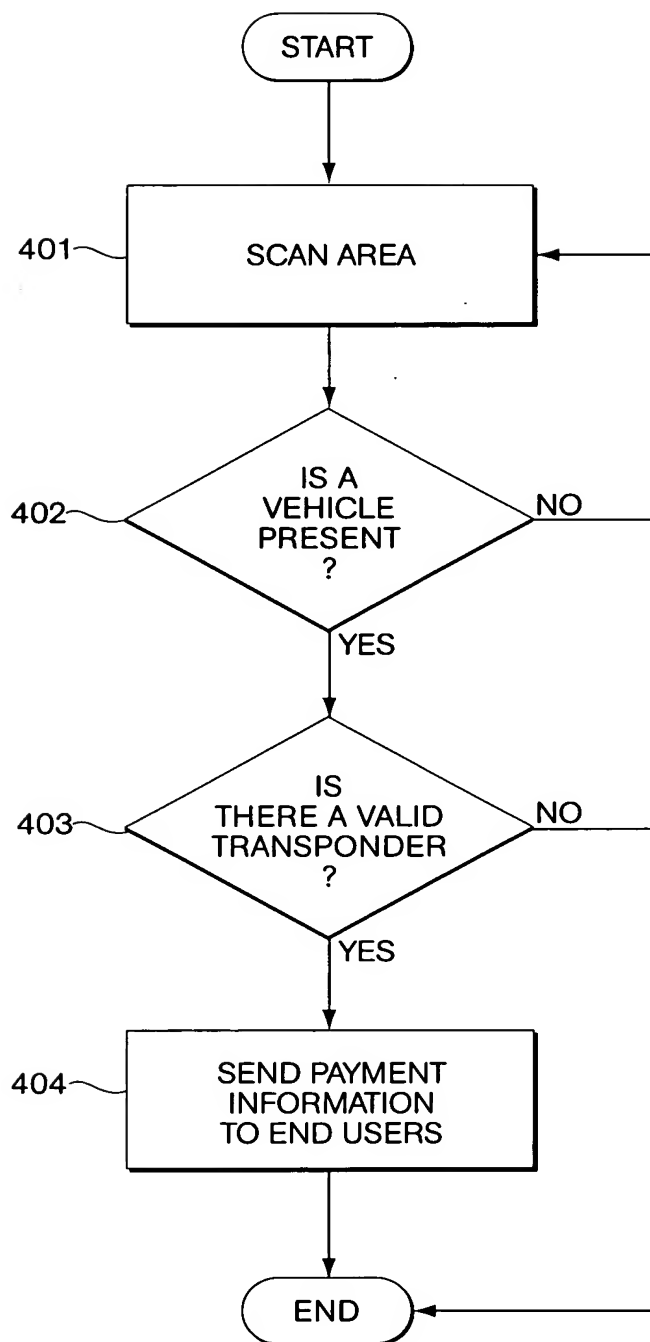 START
401
SCAN AREA
402
IS A
VEHICLE
PRESENT
?
NO
YES
403
IS
THERE A VALID
TRANSPONDER
?
NO
YES
404
SEND PAYMENT
INFORMATION
TO END USERS
END